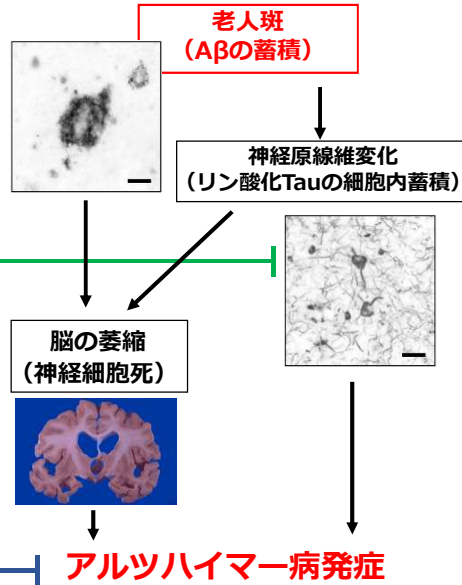 老人斑
（Aβの蓄積）
神経原線維変化
（リン酸化Tauの細胞内蓄積）
脳の萎縮
（神経細胞死）
アルツハイマー病発症